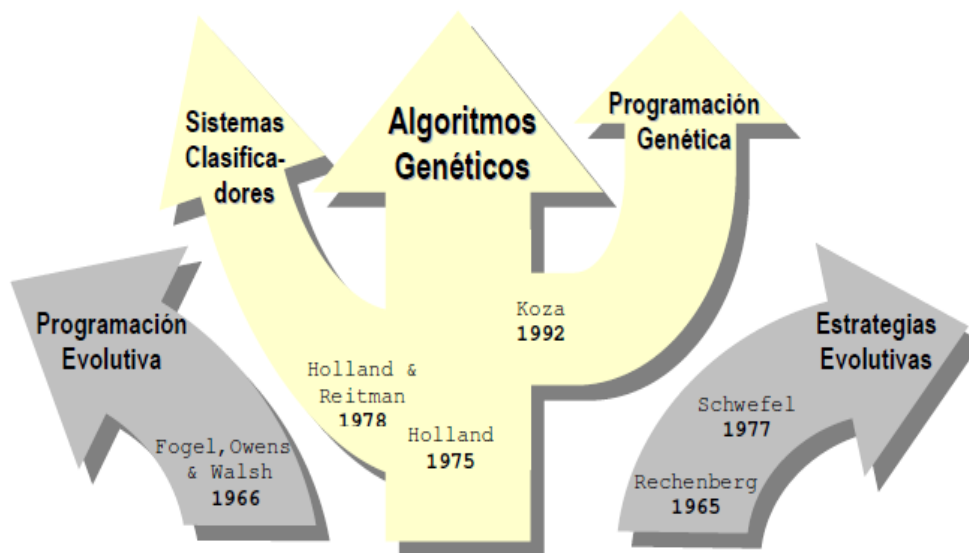 Sistemas
Clasifica-
dores
Algoritmos
Genéticos
Programación
Genética
Programación
Evolutiva
Estrategias
Evolutivas
Koza
1992
Holland &
Reitman
1978
Holland
1975
Schwefel
1977
Fogel,Owens
& Walsh
1966
Rechenberg
1965